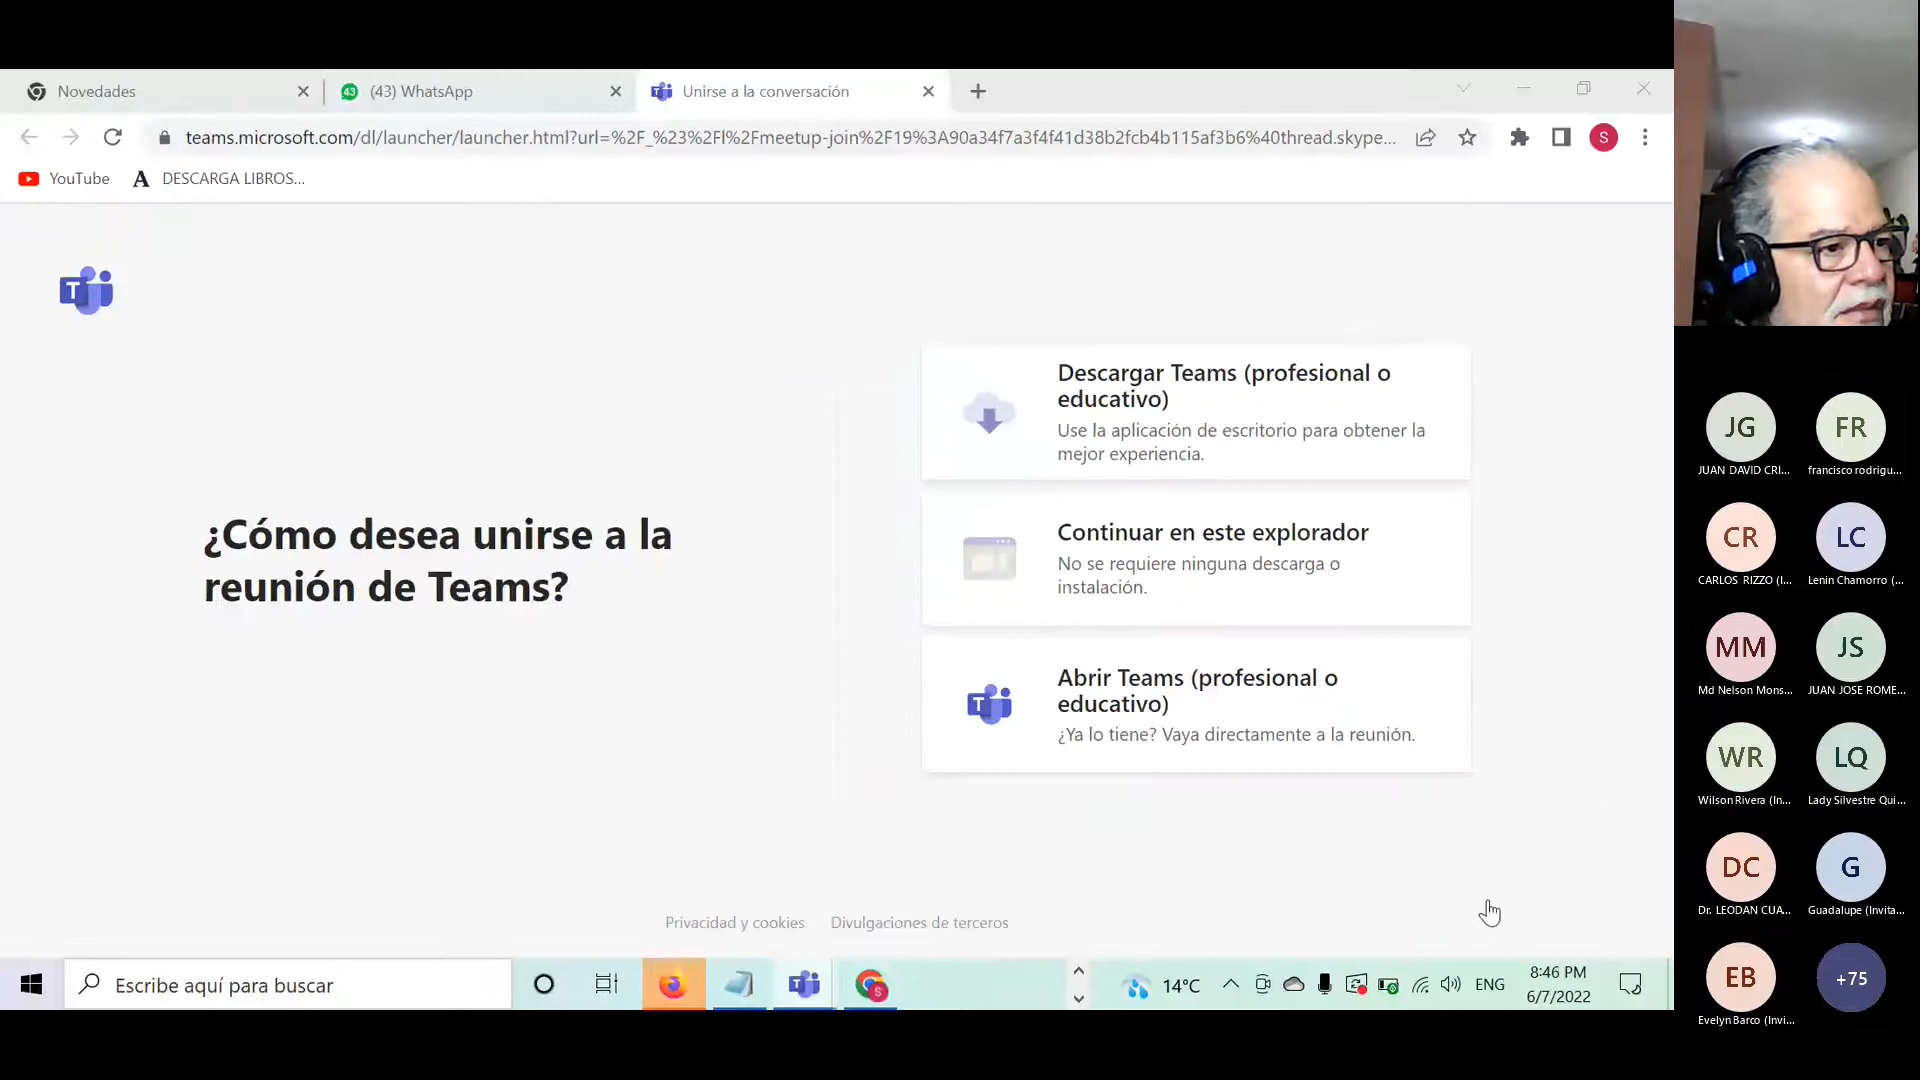 Novedades
43
(43) WhatsApp
Unirse a la conversación
teams.microsoft.com/dl/launcher/launcher.html?url=%2F_%23%2Fl%2Fmeetup-join%2F19%3A90a34f7a3f4f41d38b2fcb4b115af3b6%40thread.skype...
S
YouTube
A DESCARGA LIBROS...
T
¿Cómo desea unirse a la
reunión de Teams?
Descargar Teams (profesional o
educativo)
Use la aplicación de escritorio para obtener la
mejor experiencia.
Continuar en este explorador
No se requiere ninguna descarga o
instalación.
T
Abrir Teams (profesional o
educativo)
¿Ya lo tiene? Vaya directamente a la reunión.
Privacidad y cookies
Divulgaciones de terceros
Escribe aquí para buscar
T
S
14°C
ENG
8:46 PM
6/7/2022
JG
JUAN DAVID CRI...
FR
francisco rodrigu...
CR
CARLOS RIZZO (I...
LC
Lenin Chamorro (...
MM
Md Nelson Mons...
JS
JUAN JOSE ROME...
WR
Wilson Rivera (In...
LQ
Lady Silvestre Qui...
DC
Dr. LEODAN CUA...
G
Guadalupe (Invita...
EB
Evelyn Barco (Invi...
+75